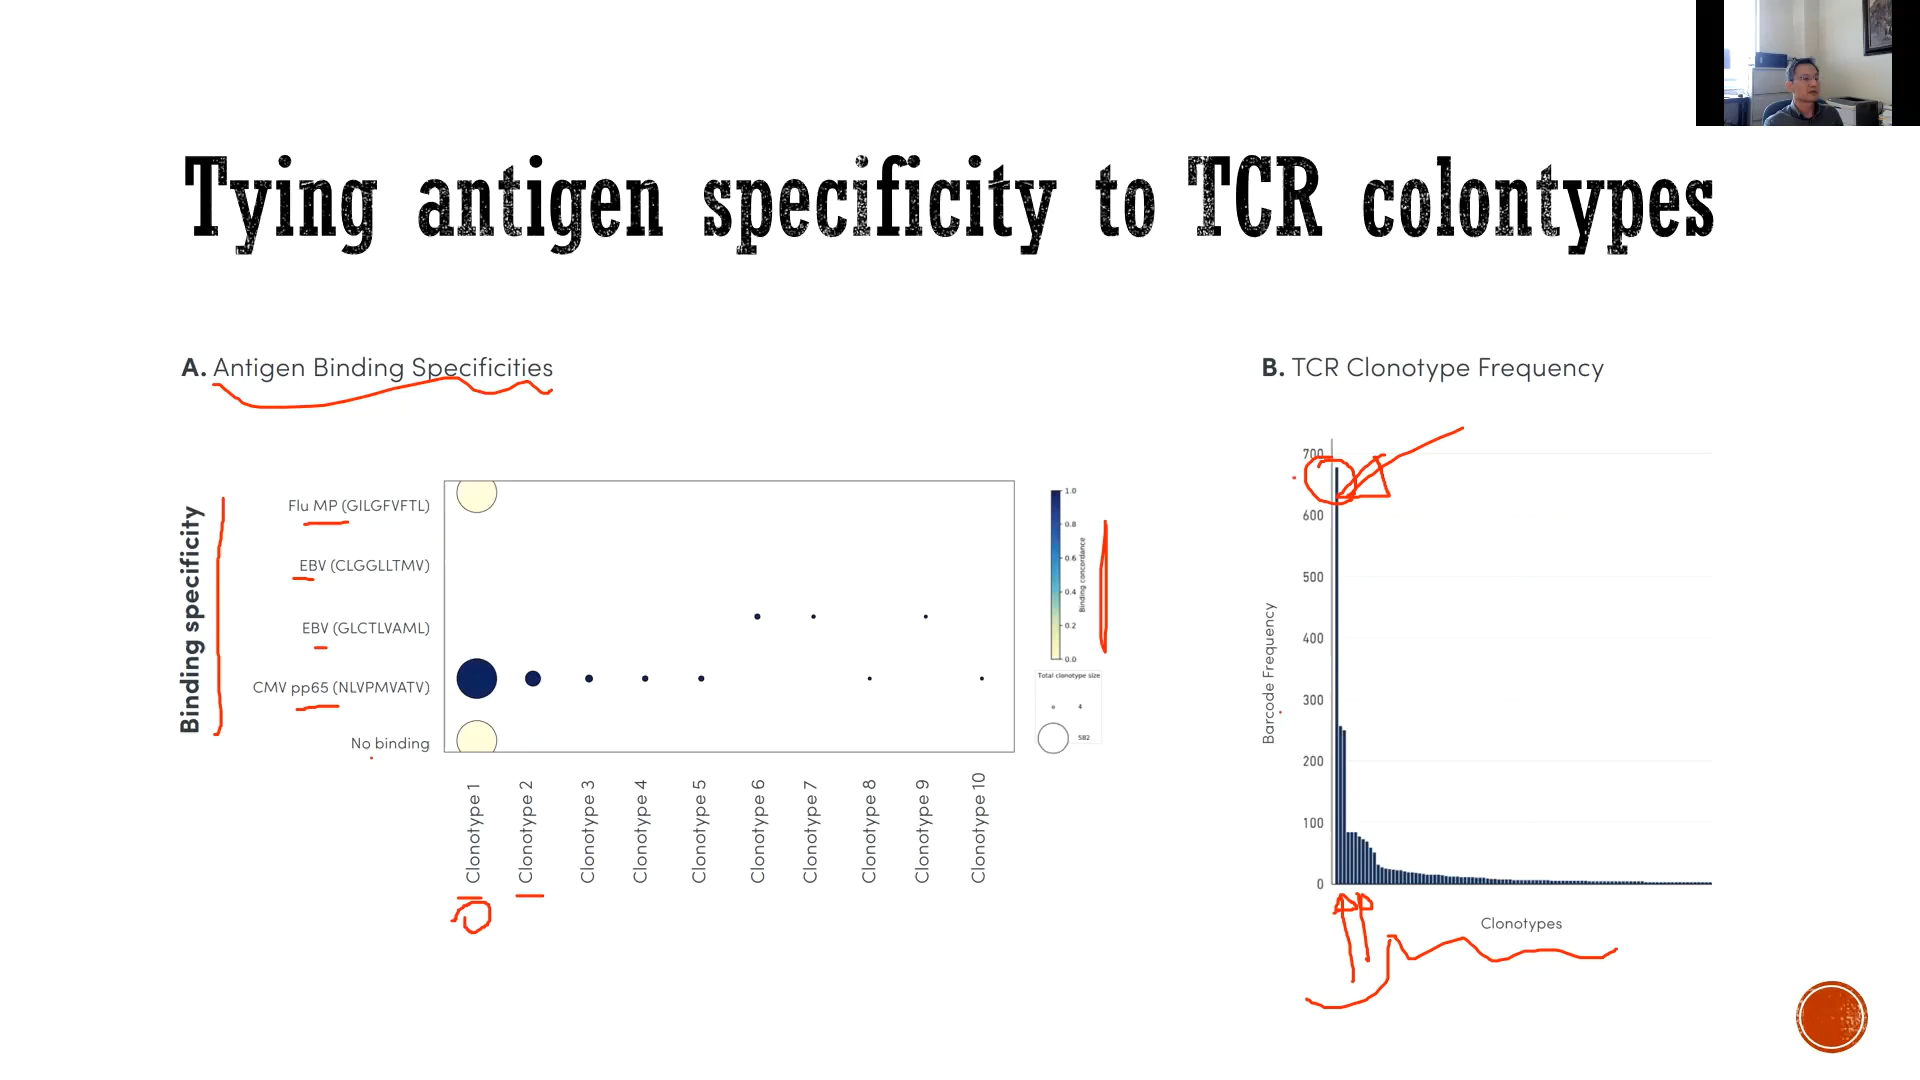 Tying antigen specificity to TCR colontypes
A. Antigen Binding Specificities
Binding specificity
Flu MP (GILGFVFTL)
EBV (CLGGLLTMV)
EBV (GLCTLVAML)
CMV pp65 (NLVPMVATV)
No binding
Clonotype 1
Clonotype 2
Clonotype 3
Clonotype 4
Clonotype 5
Clonotype 6
Clonotype 7
Clonotype 8
Clonotype 9
Clonotype 10
1.0
0.8
0.6
0.4
0.2
0.0
Binding concordance
Total clonotype size
4
582
B. TCR Clonotype Frequency
Barcode Frequency
700
600
500
400
300
200
100
0
Clonotypes